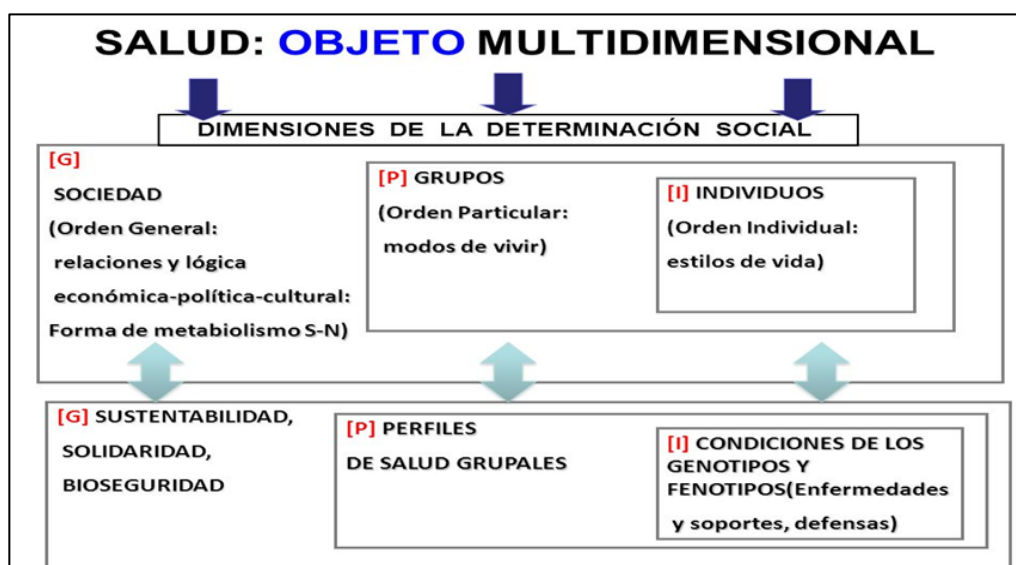 SALUD: OBJETO MULTIDIMENSIONAL
DIMENSIONES DE LA DETERMINACIÓN SOCIAL
[G]
SOCIEDAD
(Orden General:
relaciones y lógica
económica-política-cultural:
Forma de metabiolismo S-N)
[P] GRUPOS
(Orden Particular:
modos de vivir)
[I] INDIVIDUOS
(Orden Individual:
estilos de vida)
[G] SUSTENTABILIDAD,
SOLIDARIDAD,
BIOSEGURIDAD
[P] PERFILES
DE SALUD GRUPALES
[I] CONDICIONES DE LOS
GENOTIPOS Y
FENOTIPOS(Enfermedades
y soportes, defensas)